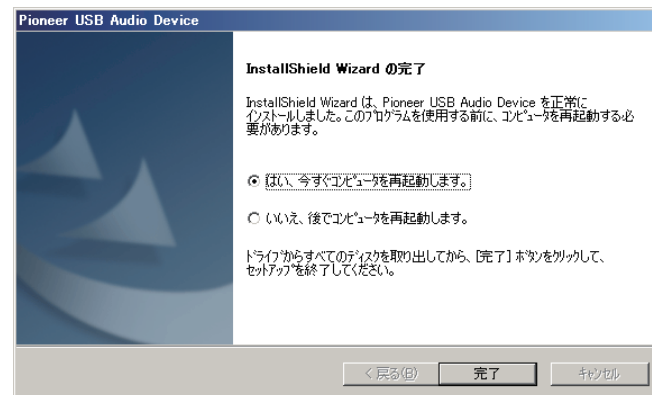 Pioneer USB Audio Device
InstallShield Wizard の完了
InstallShield Wizard は、Pioneer USB Audio Device を正常に
インストールしました。このプログラムを使用する前に、コンピュータを再起動する必
要があります。
はい、今すぐコンピュータを再起動します。
いいえ、後でコンピュータを再起動します。
ドライブからすべてのディスクを取り出してから、[完了] ボタンをクリックして、
セットアップを終了してください。
< 戻る(B)
完了
キャンセル